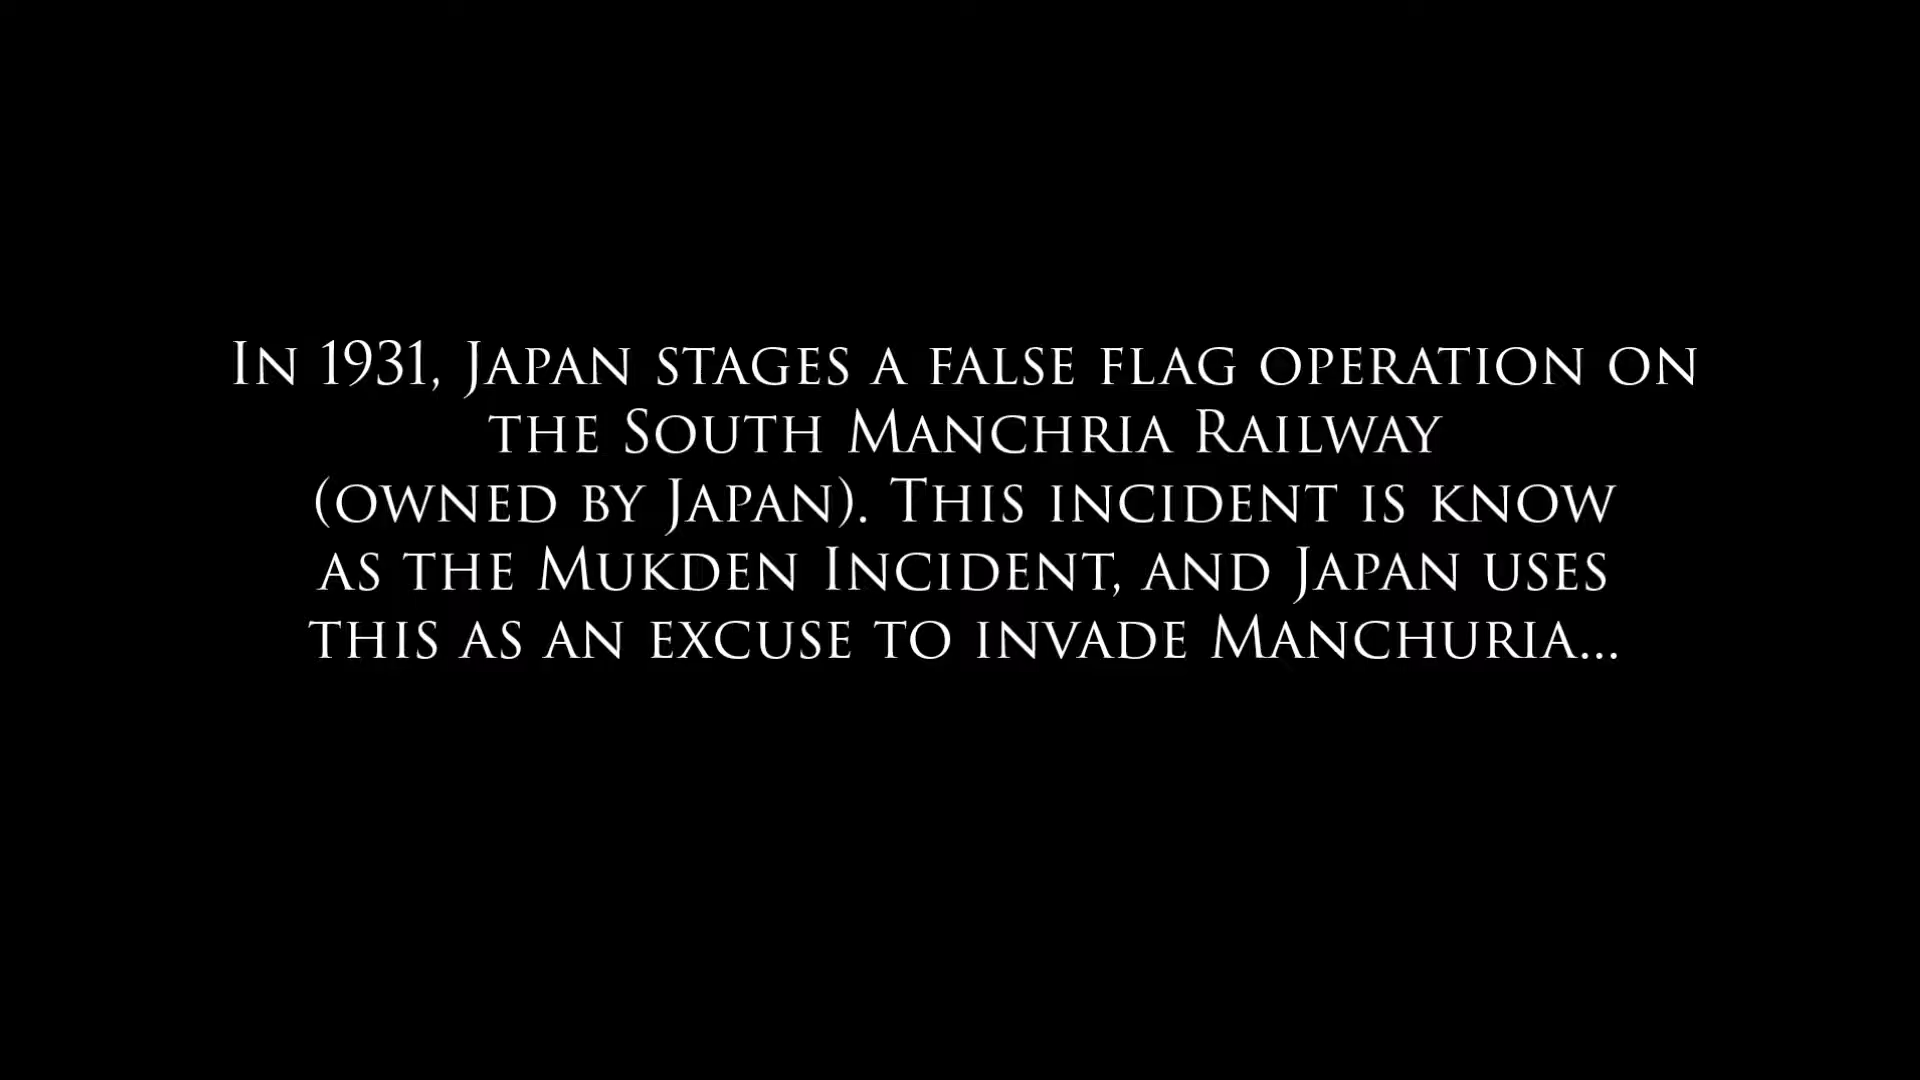 In 1931, Japan stages a false flag operation on
the South Manchria Railway
(owned by Japan). This incident is know
as the Mukden Incident, and Japan uses
this as an excuse to invade Manchuria...